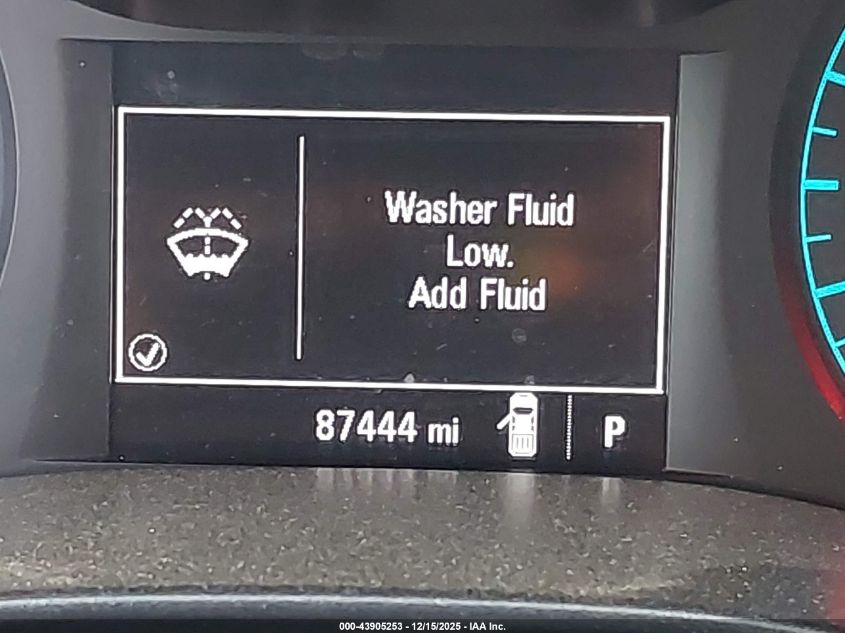 Washer Fluid
Low.
Add Fluid
87444 mi
P
000-43905253 - 12/15/2025 - IAA Inc.